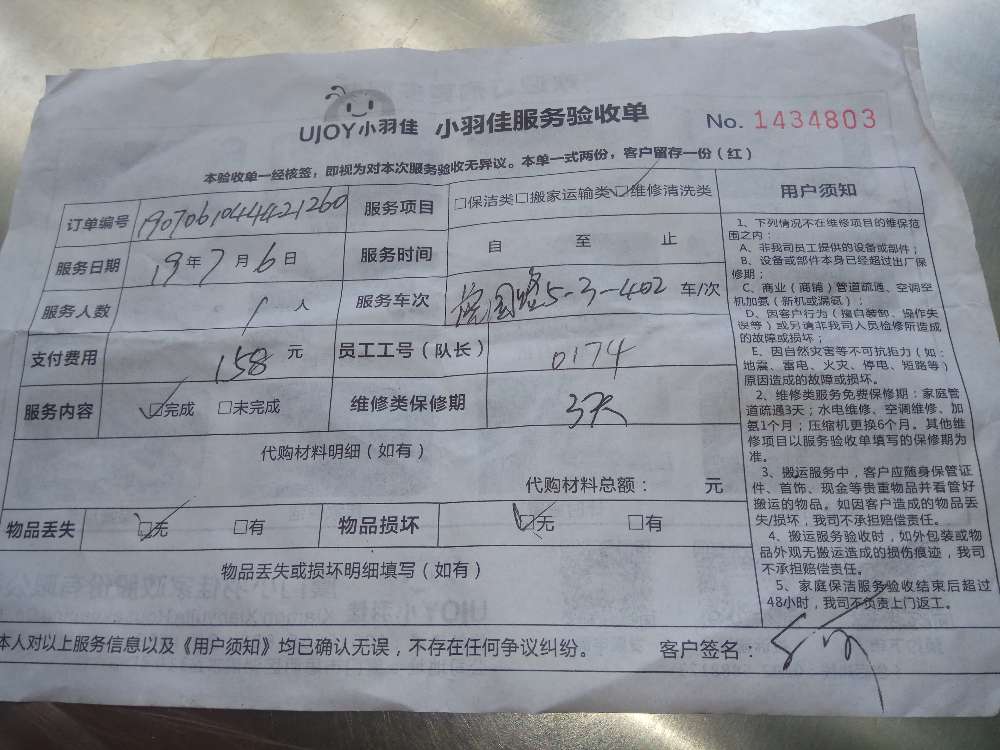 UJOY小羽佳 小羽佳服务验收单 No. 1434803
本验收单一经核签，即视为对本次服务验收无异议。本单一式两份，客户留存一份（红）
订单编号 1907061044421260 服务项目 □保洁类□搬家运输类☑维修清洗类
服务日期 19年7月6日 服务时间 自 至 止
服务人数 1人 服务车次 5-3-402 车/次
支付费用 158元 员工工号（队长） 0174
服务内容 ☑完成 □未完成 维修类保修期 3天
代购材料明细（如有）
代购材料总额： 元
物品丢失 ☑无 □有 物品损坏 ☑无 □有
物品丢失或损坏明细填写（如有）
用户须知
1、下列情况不在维修项目的维保范
围之内：
A、非我司员工提供的设备或部件；
B、设备或部件本身已经超过出厂保
修期；
C、商业（商铺）管道疏通、空调空
机加氨（新机或漏氨）；
D、因客户行为（擅自装卸、操作失
误等）或另请非我司人员检修所造成
的故障或损坏；
E、因自然灾害等不可抗拒力（如：
地震、雷电、火灾、停电、短路等）
原因造成的故障或损坏。
2、维修类服务免费保修期：家庭管
道疏通3天；水电维修、空调维修、加
氨1个月；压缩机更换6个月。其他维
修项目以服务验收单填写的保修期为
准。
3、搬运服务中，客户应随身保管证
件、首饰、现金等贵重物品并看管好
搬运的物品。如因客户造成的物品丢
失/损坏，我司不承担赔偿责任。
4、搬运服务验收时，如外包装或物
品外观无搬运造成的损伤痕迹，我司
不承担赔偿责任。
5、家庭保洁服务验收结束后超过
48小时，我司不负责上门返工。
本人对以上服务信息以及《用户须知》均已确认无误，不存在任何争议纠纷。 客户签名：